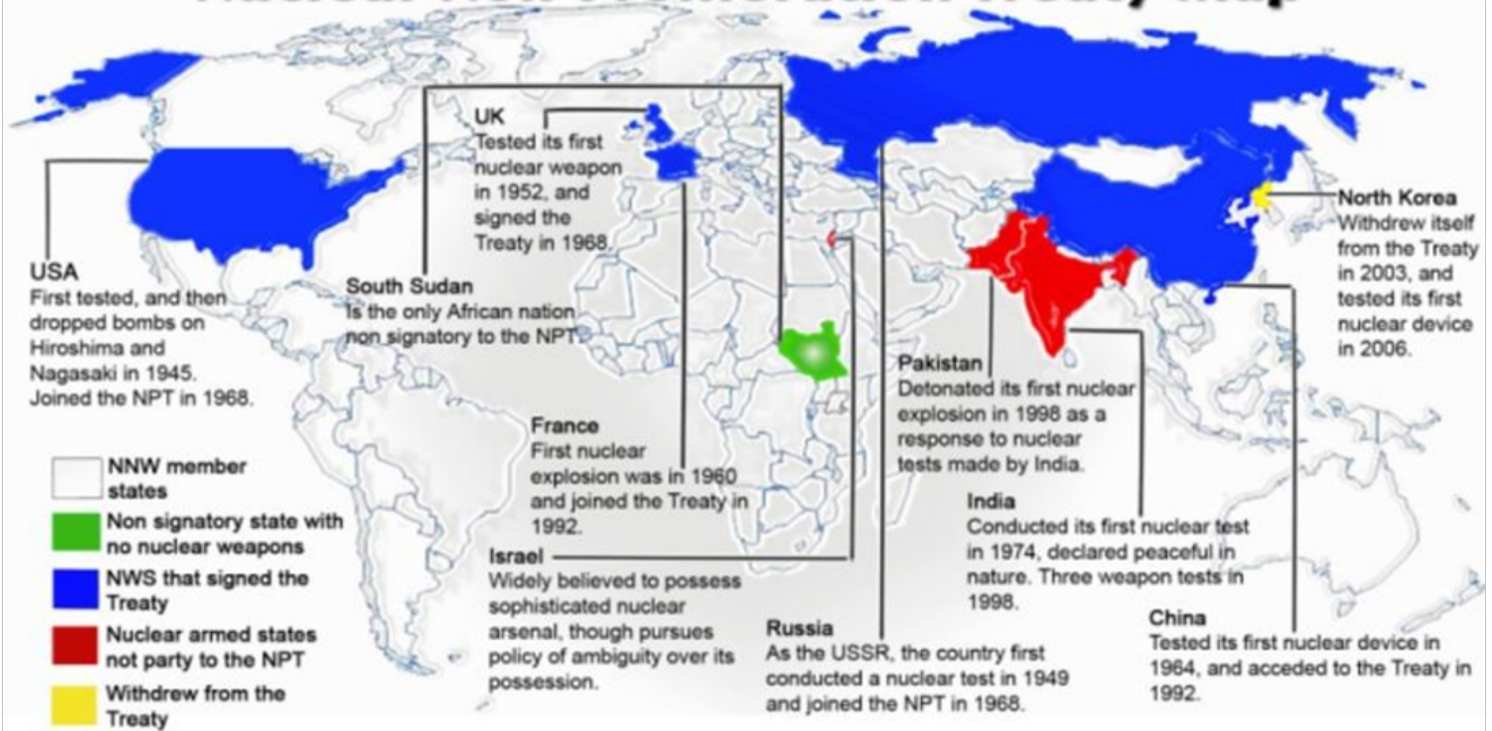 UK
Tested its first
nuclear weapon
in 1952, and
signed the
Treaty in 1968.
North Korea
Withdrew itself
from the Treaty
in 2003, and
tested its first
nuclear device
in 2006.
USA
First tested, and then
dropped bombs on
Hiroshima and
Nagasaki in 1945.
Joined the NPT in 1968.
South Sudan
Is the only African nation
non signatory to the NPT.
Pakistan
Detonated its first nuclear
explosion in 1998 as a
response to nuclear
tests made by India.
France
First nuclear
explosion was in 1960
and joined the Treaty in
1992.
India
Conducted its first nuclear test
in 1974, declared peaceful in
nature. Three weapon tests in
1998.
Israel
Widely believed to possess
sophisticated nuclear
arsenal, though pursues
policy of ambiguity over its
possession.
Russia
As the USSR, the country first
conducted a nuclear test in 1949
and joined the NPT in 1968.
China
Tested its first nuclear device in
1964, and acceded to the Treaty in
1992.
NNW member
states
Non signatory state with
no nuclear weapons
NWS that signed the
Treaty
Nuclear armed states
not party to the NPT
Withdrew from the
Treaty